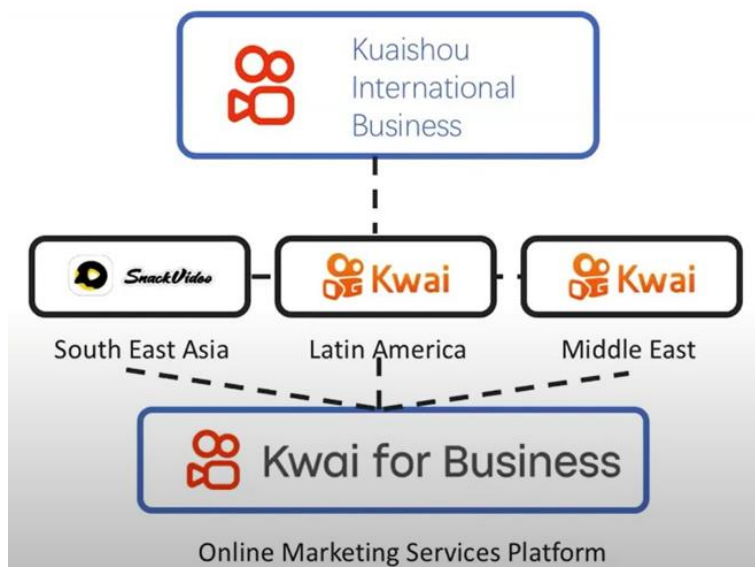 Kuaishou
International
Business
SnackVideo
Kwai
Kwai
South East Asia
Latin America
Middle East
Kwai for Business
Online Marketing Services Platform